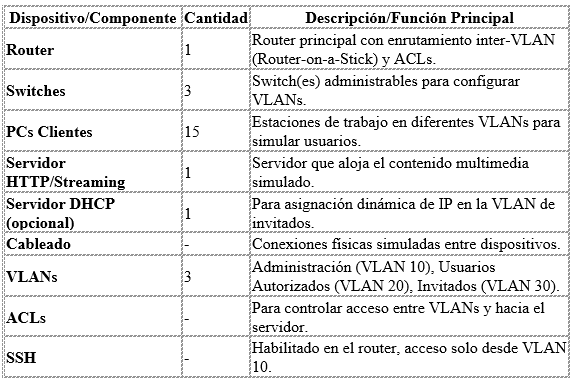 Dispositivo/Componente Cantidad Descripción/Función Principal
Router 1 Router principal con enrutamiento inter-VLAN
(Router-on-a-Stick) y ACLs.
Switches 3 Switch(es) administrables para configurar
VLANs.
PCs Clientes 15 Estaciones de trabajo en diferentes VLANs para
simular usuarios.
Servidor
HTTP/Streaming 1 Servidor que aloja el contenido multimedia
simulado.
Servidor DHCP
(opcional) 1 Para asignación dinámica de IP en la VLAN de
invitados.
Cableado - Conexiones físicas simuladas entre dispositivos.
VLANs 3 Administración (VLAN 10), Usuarios
Autorizados (VLAN 20), Invitados (VLAN 30).
ACLs - Para controlar acceso entre VLANs y hacia el
servidor.
SSH - Habilitado en el router, acceso solo desde VLAN
10.